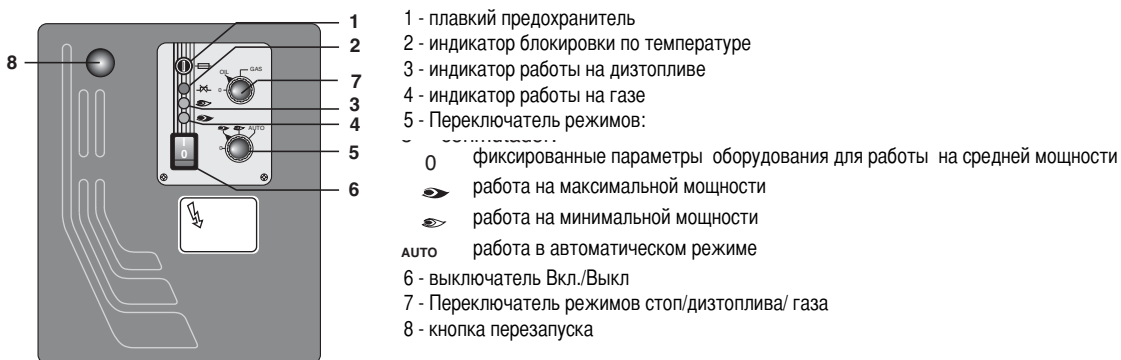 1 - плавкий предохранитель
2 - индикатор блокировки по температуре
3 - индикатор работы на дизтопливе
4 - индикатор работы на газе
5 - Переключатель режимов:
0 фиксированные параметры оборудования для работы на средней мощности
работа на максимальной мощности
работа на минимальной мощности
AUTO работа в автоматическом режиме
6 - выключатель Вкл./Выкл
7 - Переключатель режимов стоп/дизтоплива/ газа
8 - кнопка перезапуска
1
2
8
7
3
4
5
6
OIL GAS
0
AUTO
0
I
0